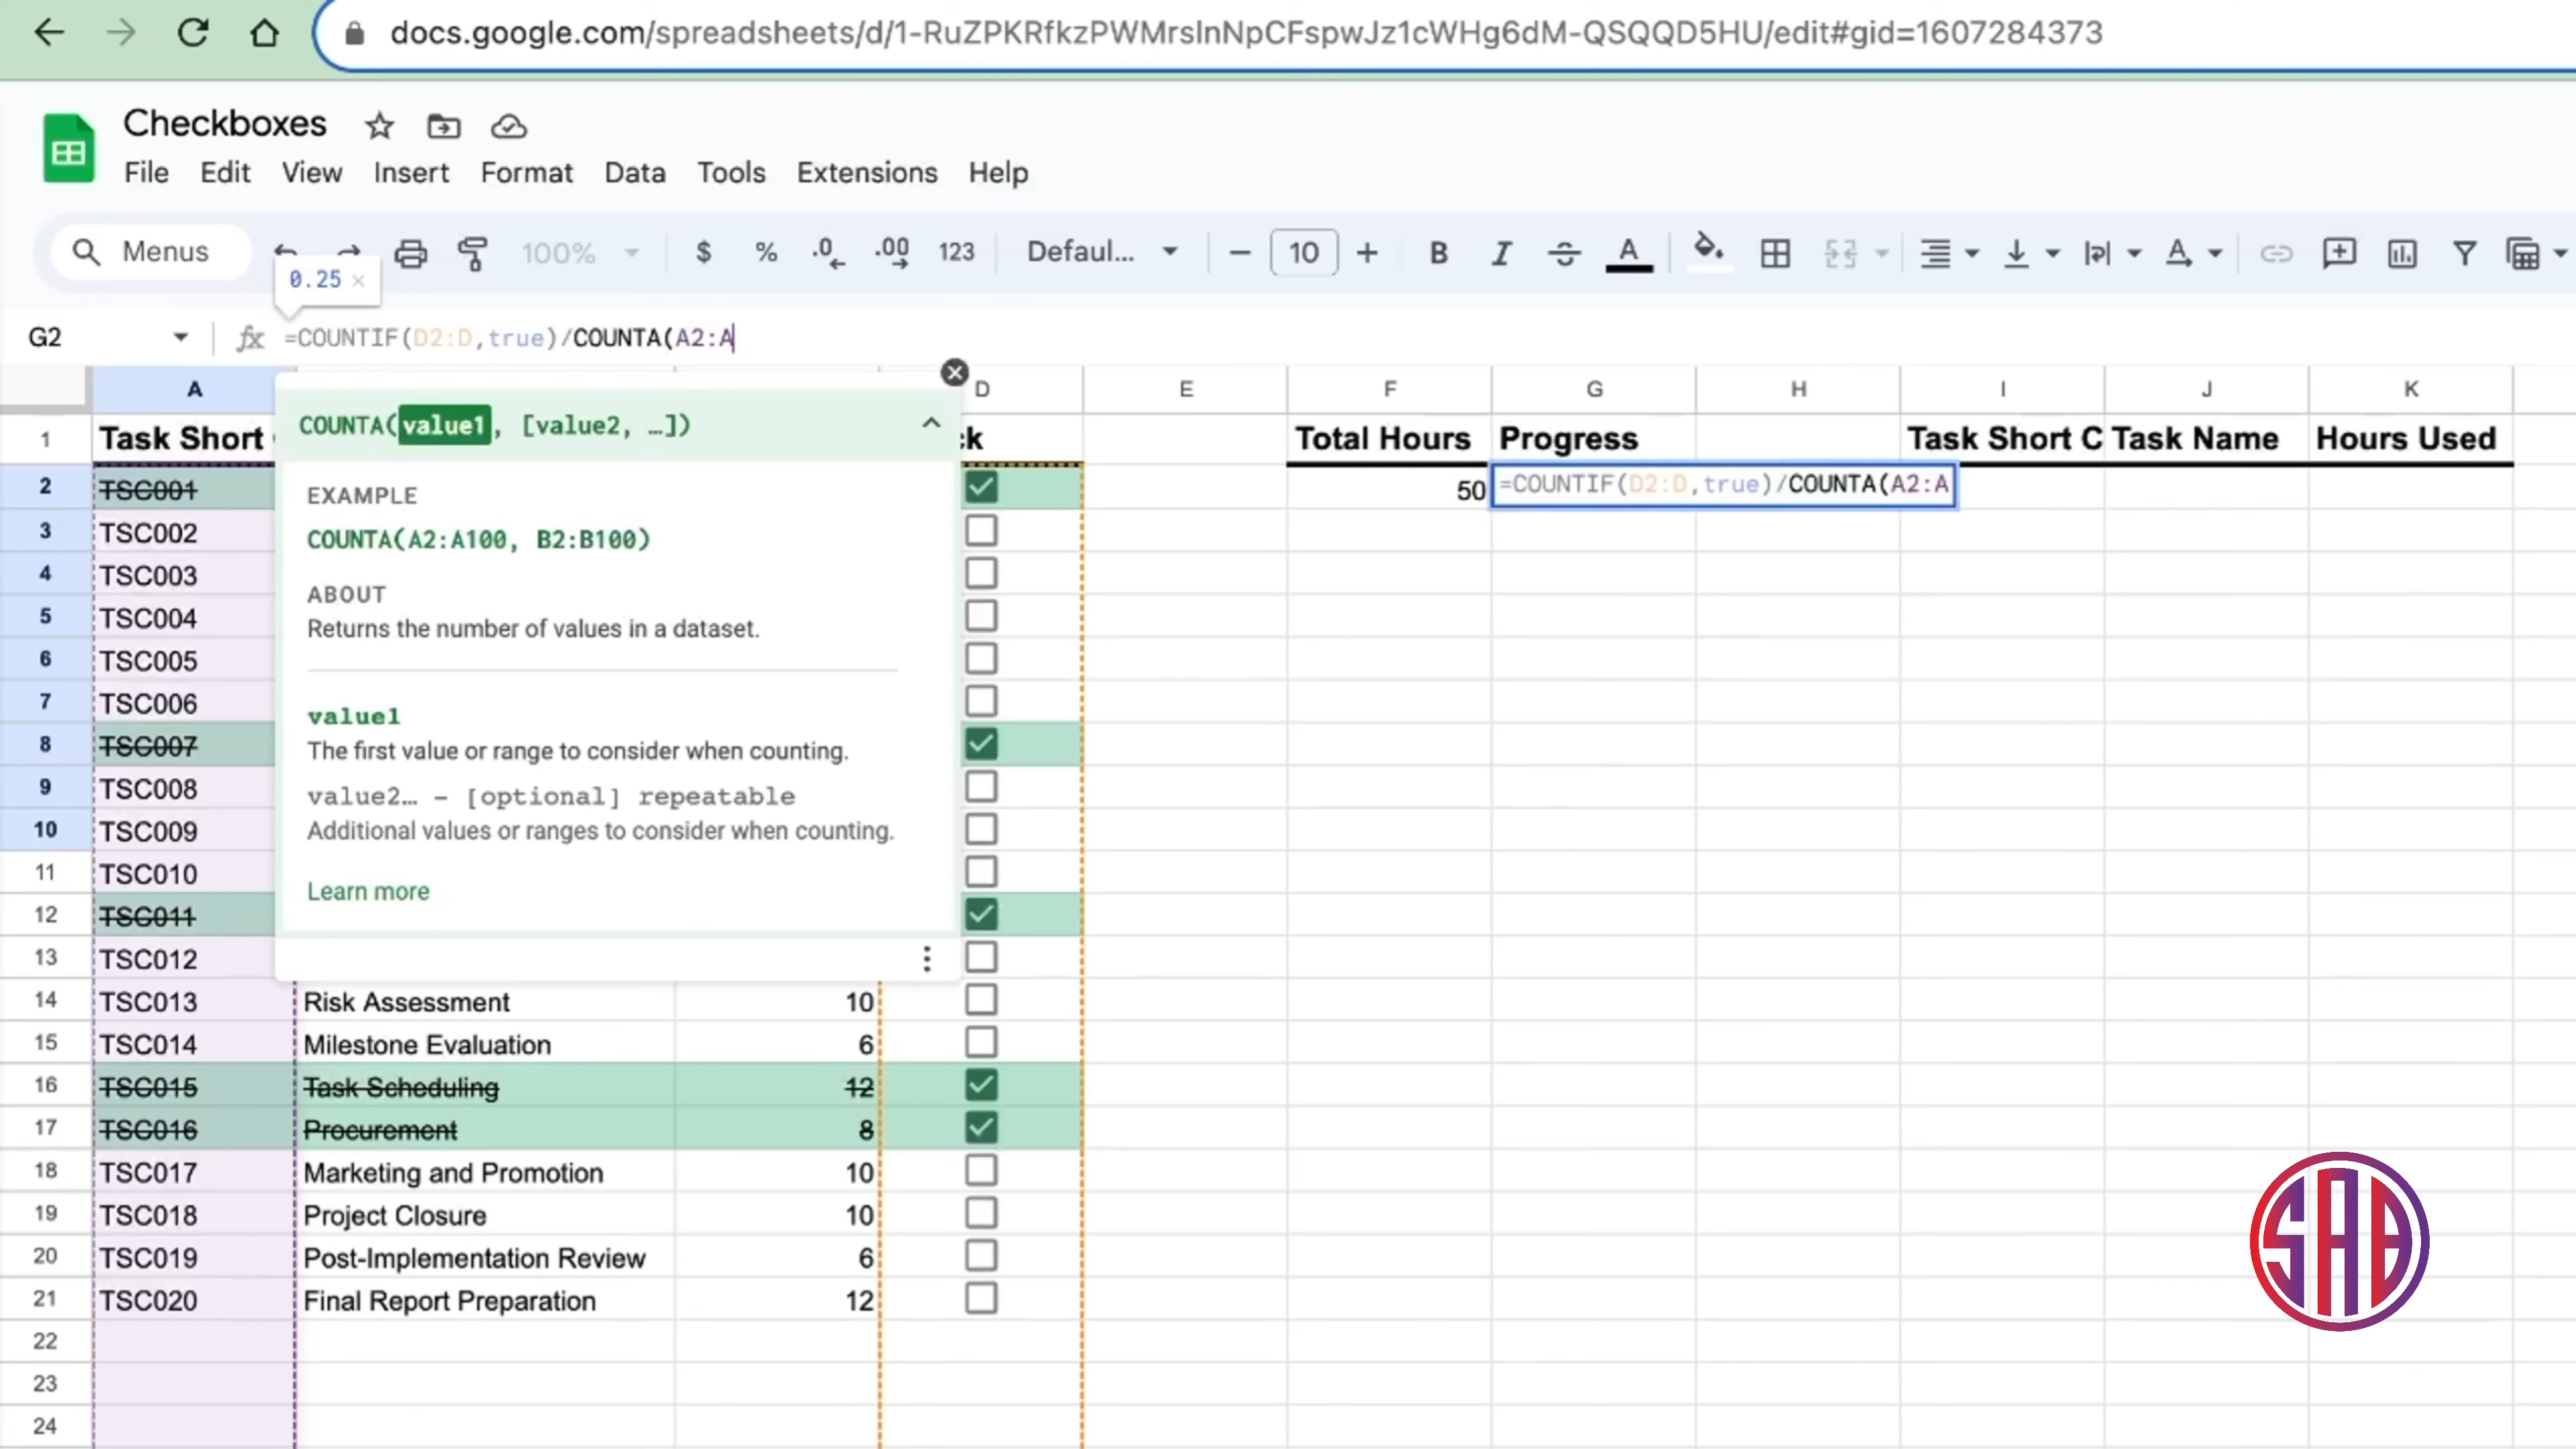 docs.google.com/spreadsheets/d/1-RuZPKRfkzPWMrsInNpCFspwJz1cWHg6dM-QSQQD5HU/edit#gid=1607284373
Checkboxes
File Edit View Insert Format Data Tools Extensions Help
Menus 100% $ % .0 .00 123 Defaul... 10 B I A A
0.25 ×
G2 fx =COUNTIF(D2:D,true)/COUNTA(A2:A
A D E F G H I J K
COUNTA(value1, [value2, …])
EXAMPLE
COUNTA(A2:A100, B2:B100)
ABOUT
Returns the number of values in a dataset.
value1
The first value or range to consider when counting.
value2… – [optional] repeatable
Additional values or ranges to consider when counting.
Learn more
1 Task Short ck Total Hours Progress Task Short C Task Name Hours Used
2 TSC001 50 =COUNTIF(D2:D,true)/COUNTA(A2:A
3 TSC002
4 TSC003
5 TSC004
6 TSC005
7 TSC006
8 TSC007
9 TSC008
10 TSC009
11 TSC010
12 TSC011
13 TSC012
14 TSC013 Risk Assessment 10
15 TSC014 Milestone Evaluation 6
16 TSC015 Task Scheduling 12
17 TSC016 Procurement 8
18 TSC017 Marketing and Promotion 10
19 TSC018 Project Closure 10
20 TSC019 Post-Implementation Review 6
21 TSC020 Final Report Preparation 12
22
23
24
SAB